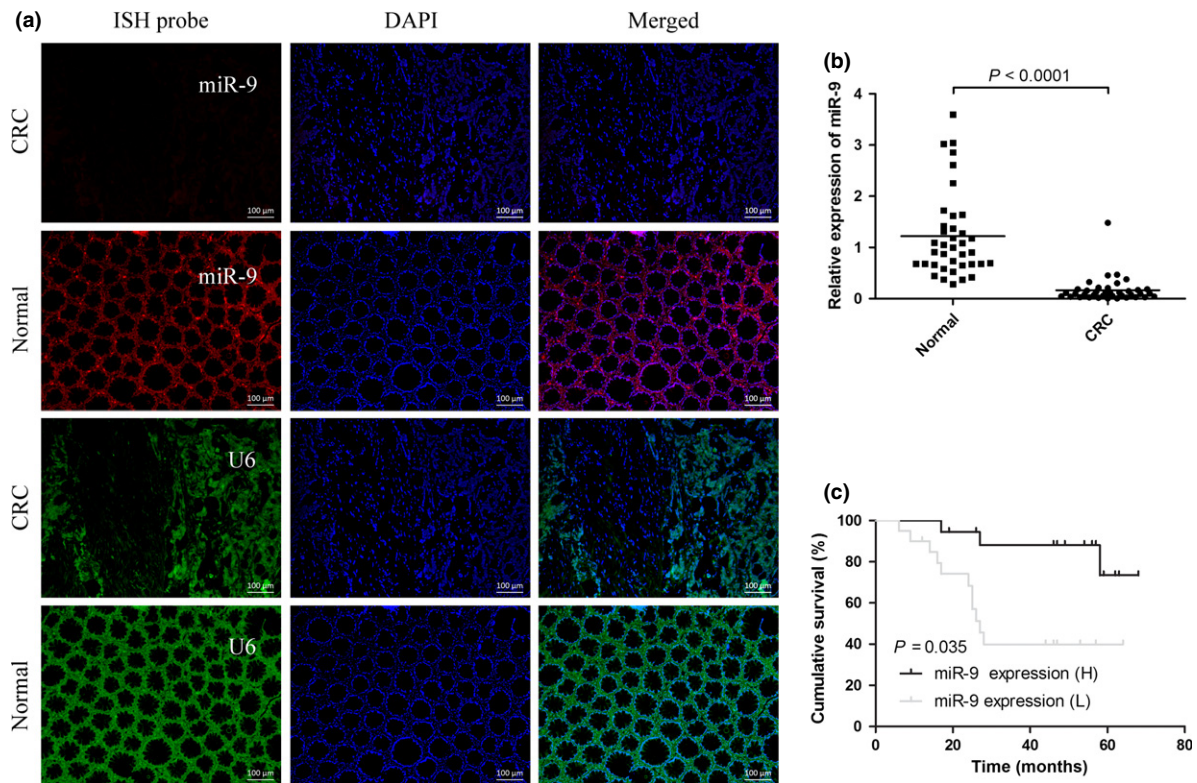 (a)
ISH probe
DAPI
Merged
CRC
miR-9
100 µm
100 µm
100 µm
Normal
miR-9
100 µm
100 µm
100 µm
CRC
U6
100 µm
100 µm
100 µm
Normal
U6
100 µm
100 µm
100 µm
(b)
P < 0.0001
Relative expression of miR-9
4
3
2
1
0
Normal
CRC
(c)
Cumulative survival (%)
100
80
60
40
20
0
P = 0.035
miR-9 expression (H)
miR-9 expression (L)
0
20
40
60
80
Time (months)